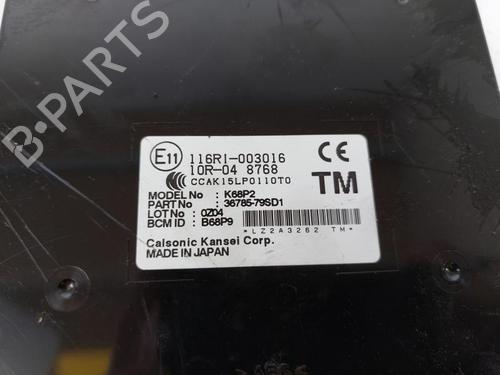 B-PARTS
E11 116RI-003016
10R-04 8768
CCAK15LP0110T0
CE
TM
MODEL No : K68P2
PART No : 36785-79SD1
LOT No : 0Z04
BCM ID : B68P9
*LZ2A3262 TM*
Calsonic Kansei Corp.
MADE IN JAPAN